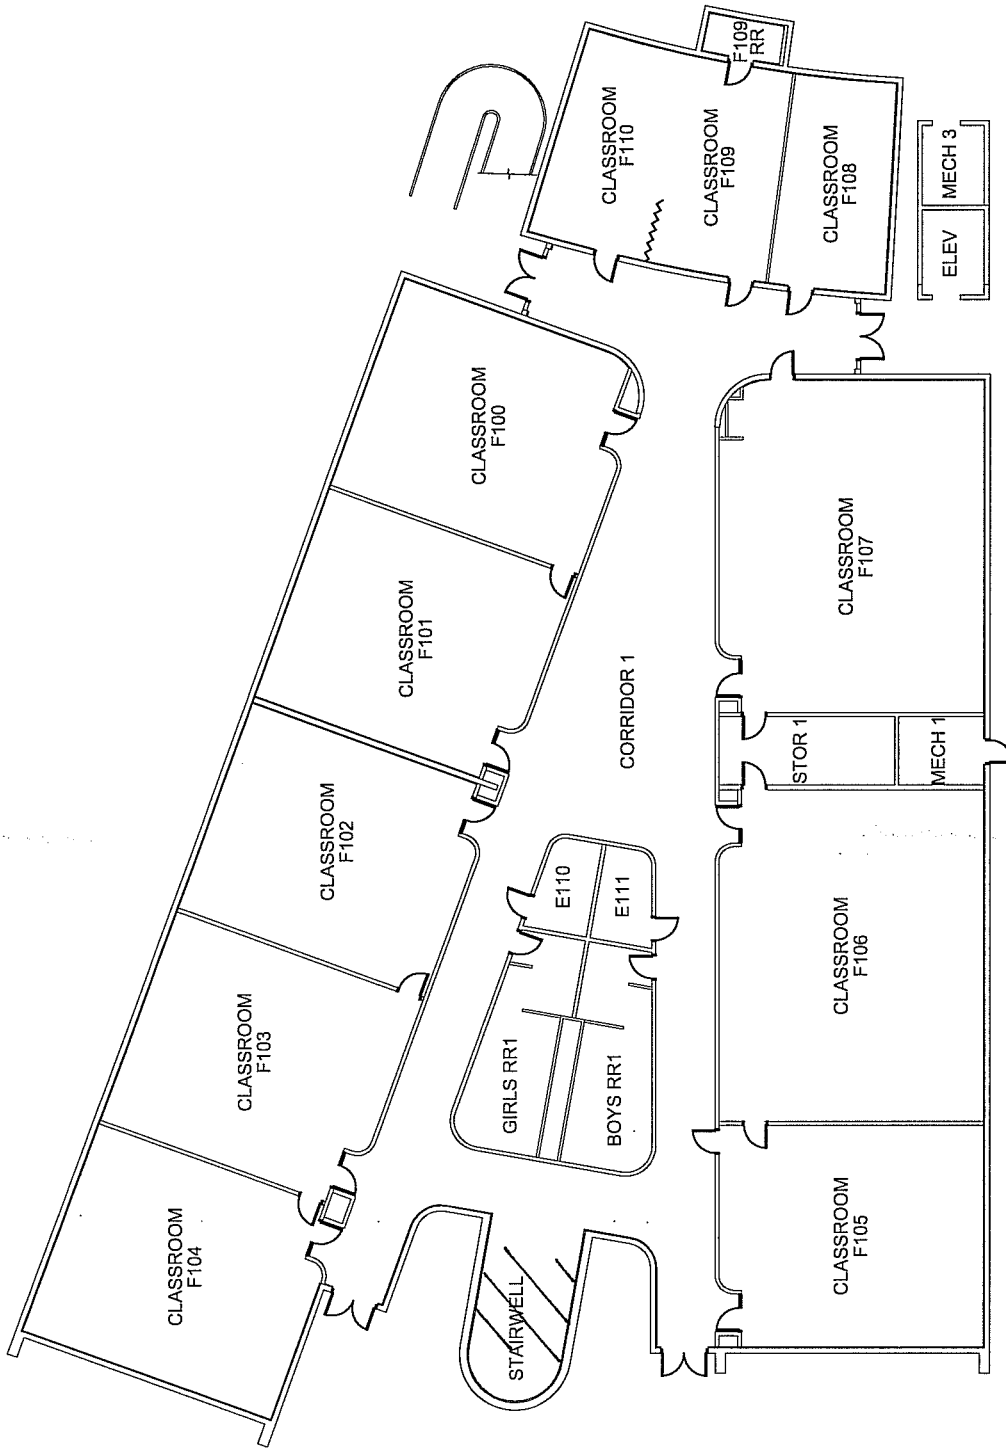 F109
RR
CLASSROOM
F110
CLASSROOM
F109
CLASSROOM
F108
MECH 3
ELEV
CLASSROOM
F100
CLASSROOM
F101
CLASSROOM
F102
CLASSROOM
F103
CLASSROOM
F104
CORRIDOR 1
CLASSROOM
F107
STOR 1
MECH 1
E110
E111
GIRLS RR1
BOYS RR1
CLASSROOM
F106
CLASSROOM
F105
STAIRWELL